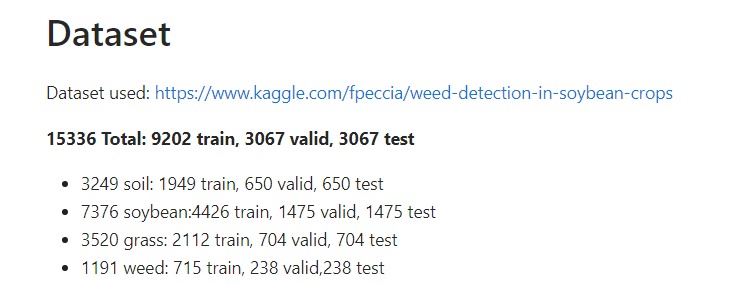 Dataset
Dataset used: https://www.kaggle.com/fpeccia/weed-detection-in-soybean-crops
15336 Total: 9202 train, 3067 valid, 3067 test
• 3249 soil: 1949 train, 650 valid, 650 test
• 7376 soybean:4426 train, 1475 valid, 1475 test
• 3520 grass: 2112 train, 704 valid, 704 test
• 1191 weed: 715 train, 238 valid,238 test